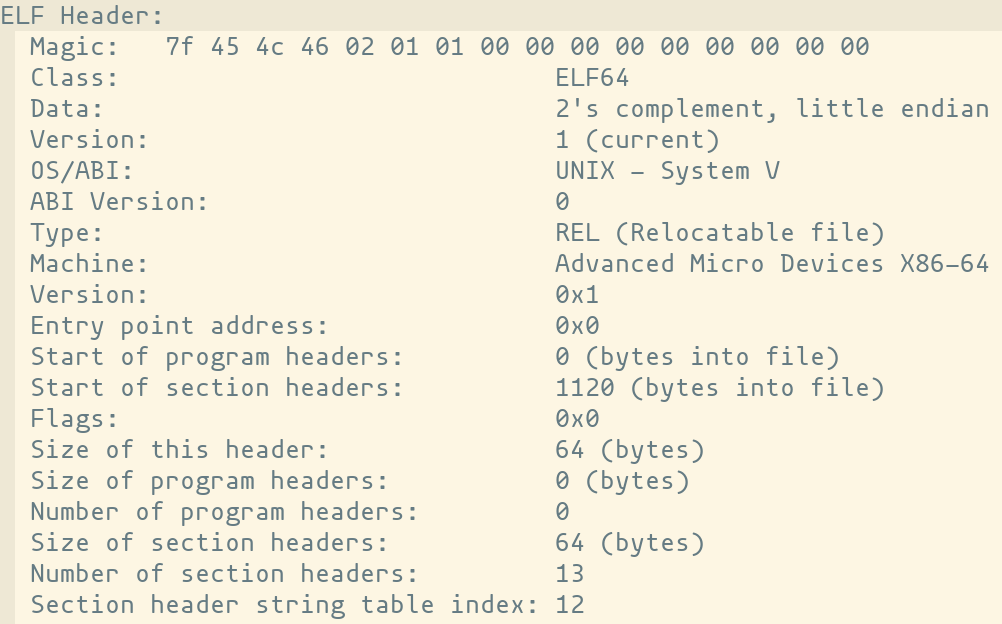 ELF Header:
  Magic:   7f 45 4c 46 02 01 01 00 00 00 00 00 00 00 00 00
  Class:                             ELF64
  Data:                              2's complement, little endian
  Version:                           1 (current)
  OS/ABI:                            UNIX - System V
  ABI Version:                       0
  Type:                              REL (Relocatable file)
  Machine:                           Advanced Micro Devices X86-64
  Version:                           0x1
  Entry point address:               0x0
  Start of program headers:          0 (bytes into file)
  Start of section headers:          1120 (bytes into file)
  Flags:                             0x0
  Size of this header:               64 (bytes)
  Size of program headers:           0 (bytes)
  Number of program headers:         0
  Size of section headers:           64 (bytes)
  Number of section headers:         13
  Section header string table index: 12